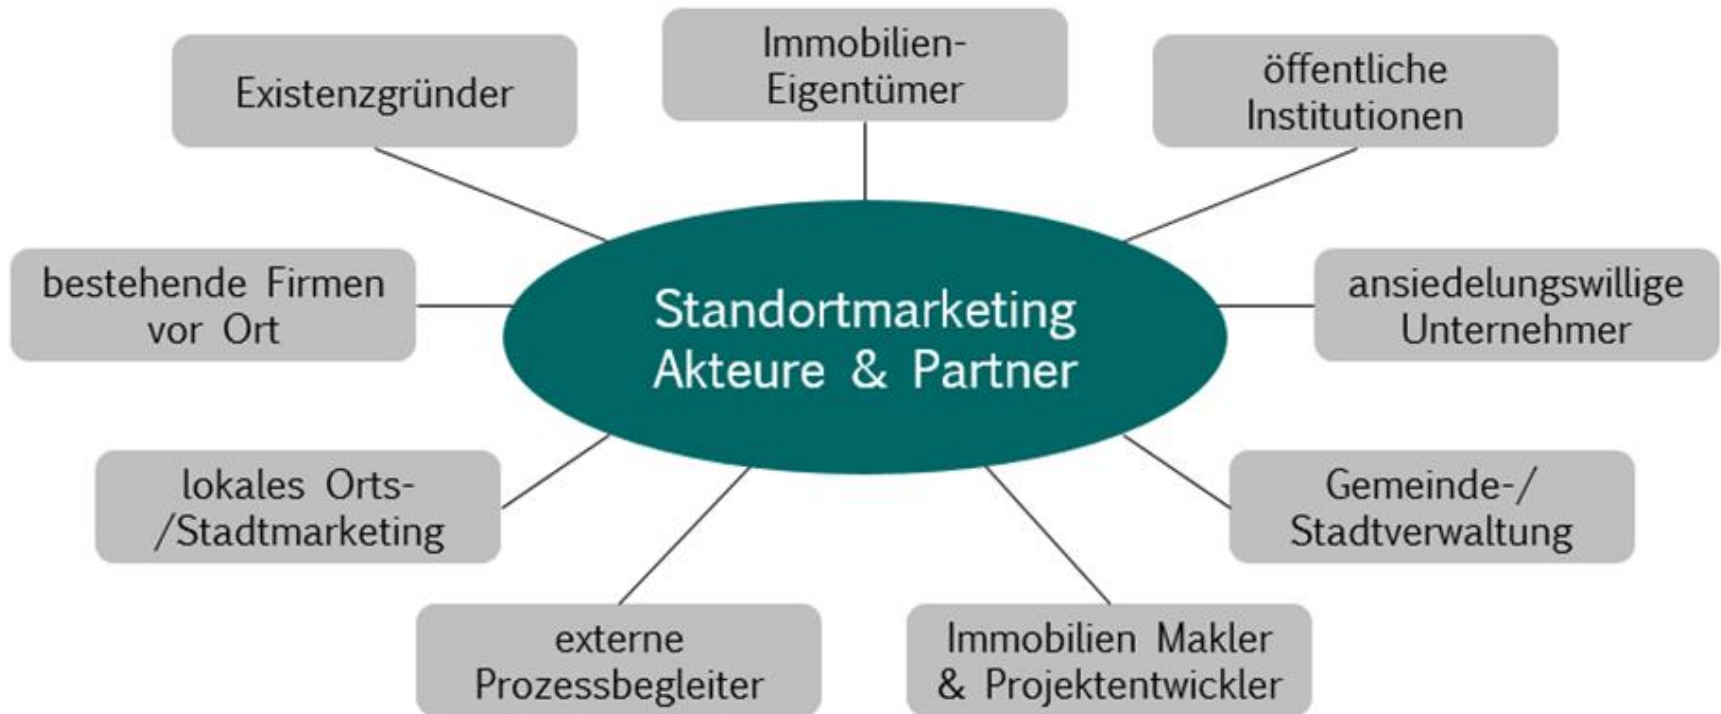 Existenzgründer
Immobilien-
Eigentümer
öffentliche
Institutionen
bestehende Firmen
vor Ort
Standortmarketing
Akteure & Partner
ansiedelungswillige
Unternehmer
lokales Orts-
/Stadtmarketing
Gemeinde-/
Stadtverwaltung
externe
Prozessbegleiter
Immobilien Makler
& Projektentwickler